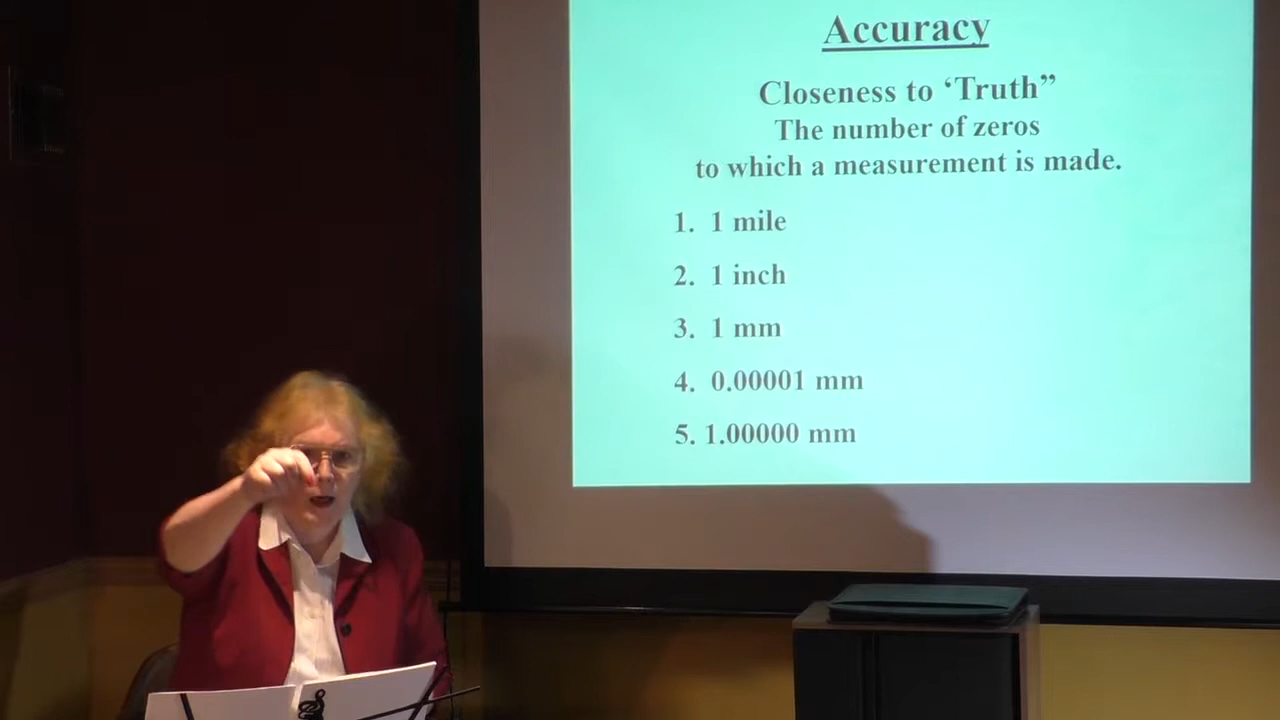 Accuracy
Closeness to ‘Truth”
The number of zeros
to which a measurement is made.
1. 1 mile
2. 1 inch
3. 1 mm
4. 0.00001 mm
5. 1.00000 mm